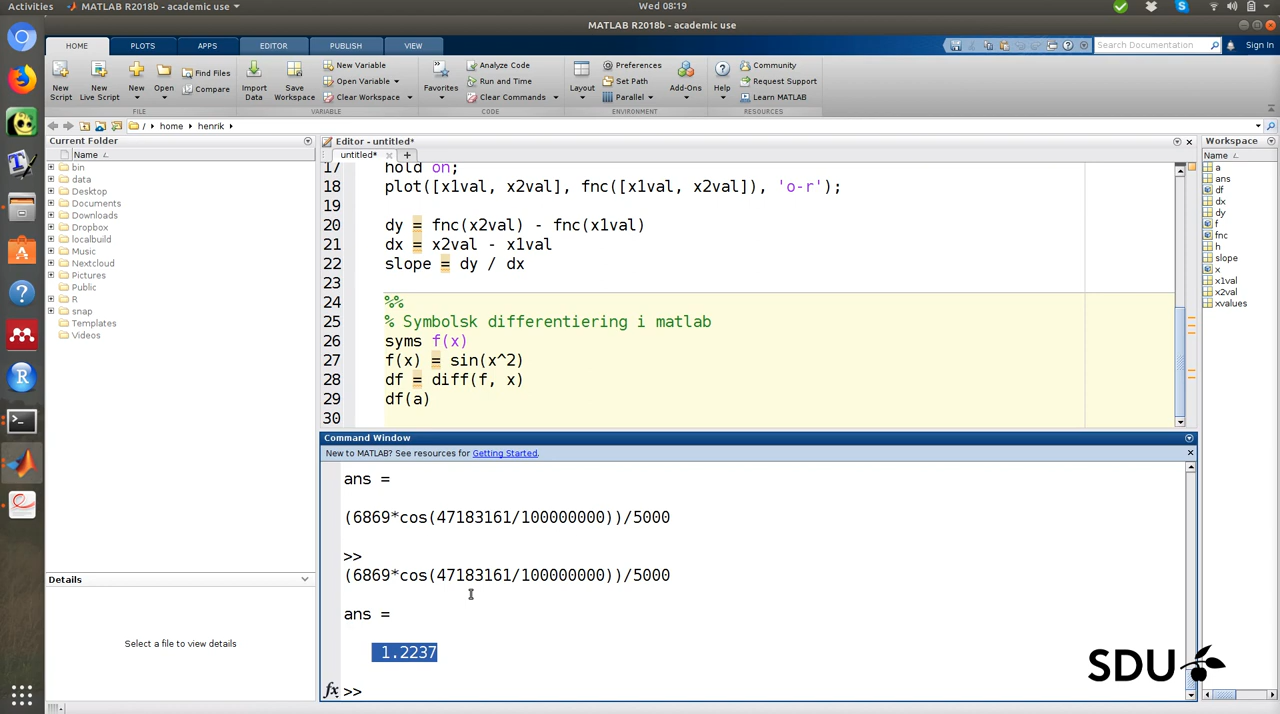 Activities MATLAB R2018b - academic use Wed 08:19
MATLAB R2018b - academic use
HOME PLOTS APPS EDITOR PUBLISH VIEW Search Documentation Sign In
New Script
New Live Script
New
Open
Find Files
Compare
FILE
Import Data
Save Workspace
New Variable
Open Variable
Clear Workspace
VARIABLE
Favorites
Analyze Code
Run and Time
Clear Commands
CODE
Layout
Preferences
Set Path
Parallel
ENVIRONMENT
Add-Ons
Help
Community
Request Support
Learn MATLAB
RESOURCES
/ home henrik
Current Folder
Name
bin
data
Desktop
Documents
Downloads
Dropbox
localbuild
Music
Nextcloud
Pictures
Public
R
snap
Templates
Videos
Details
Select a file to view details
Editor - untitled*
untitled*
17 hold on;
18 plot([x1val, x2val], fnc([x1val, x2val]), 'o-r');
19
20 dy = fnc(x2val) - fnc(x1val)
21 dx = x2val - x1val
22 slope = dy / dx
23
24 %%
25 % Symbolsk differentiering i matlab
26 syms f(x)
27 f(x) = sin(x^2)
28 df = diff(f, x)
29 df(a)
30
Command Window
New to MATLAB? See resources for Getting Started.
ans =
(6869*cos(47183161/100000000))/5000
>>
(6869*cos(47183161/100000000))/5000
ans =
1.2237
fx >>
Workspace
Name
a
ans
df
dx
dy
f
fnc
h
slope
x
x1val
x2val
xvalues
SDU